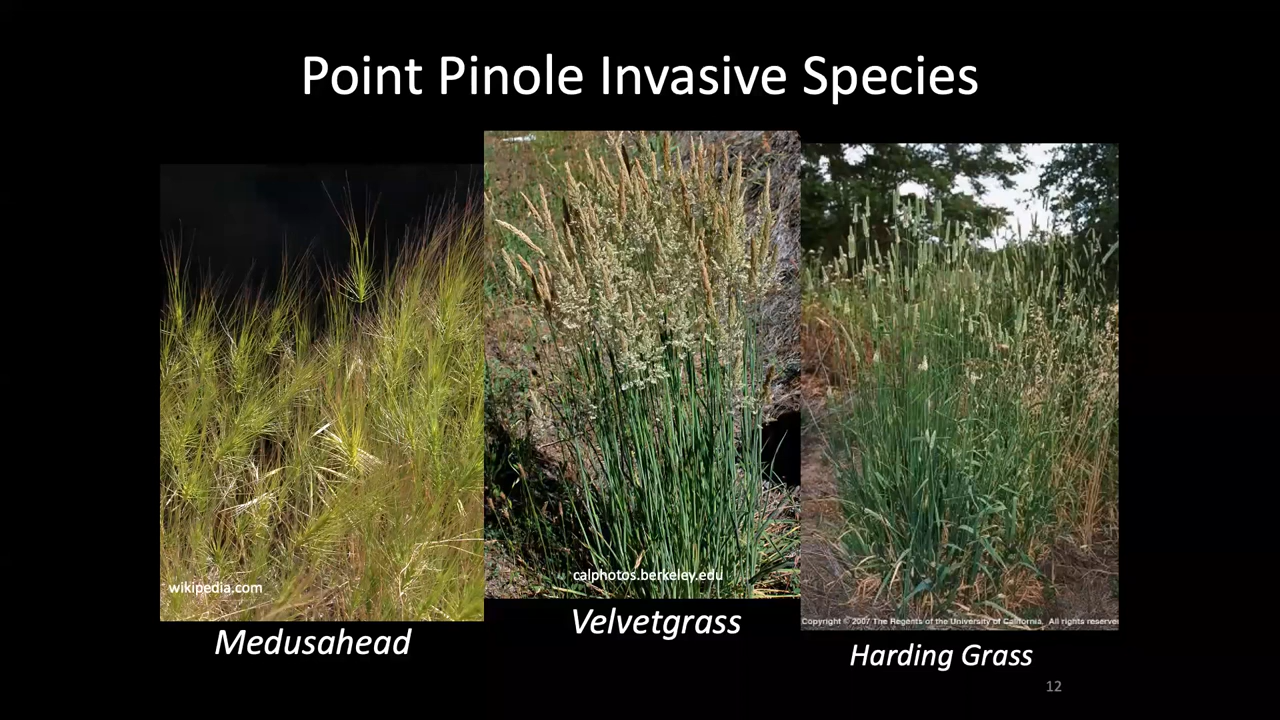 Point Pinole Invasive Species
wikipedia.com
calphotos.berkeley.edu
Copyright © 2007 The Regents of the University of California. All rights reserved
Medusahead
Velvetgrass
Harding Grass
12